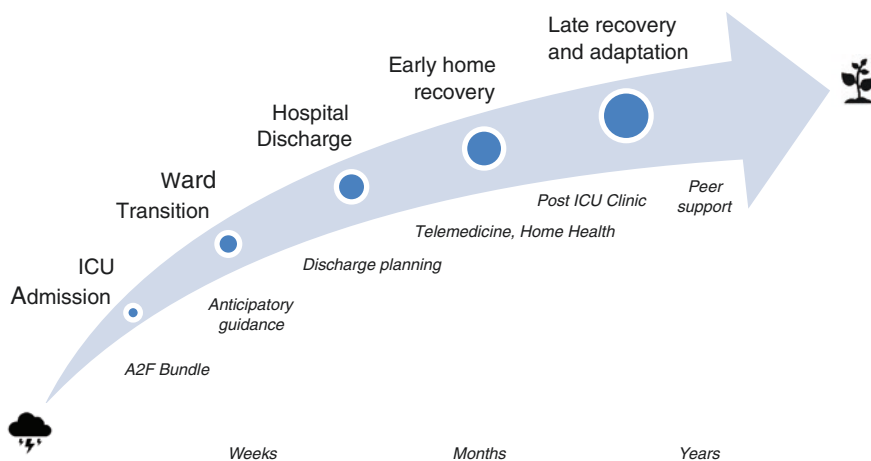 Late recovery
and adaptation
Early home
recovery
Hospital
Discharge
Ward
Transition
ICU
Admission
Peer
support
Post ICU Clinic
Telemedicine, Home Health
Discharge planning
Anticipatory
guidance
A2F Bundle
Weeks
Months
Years